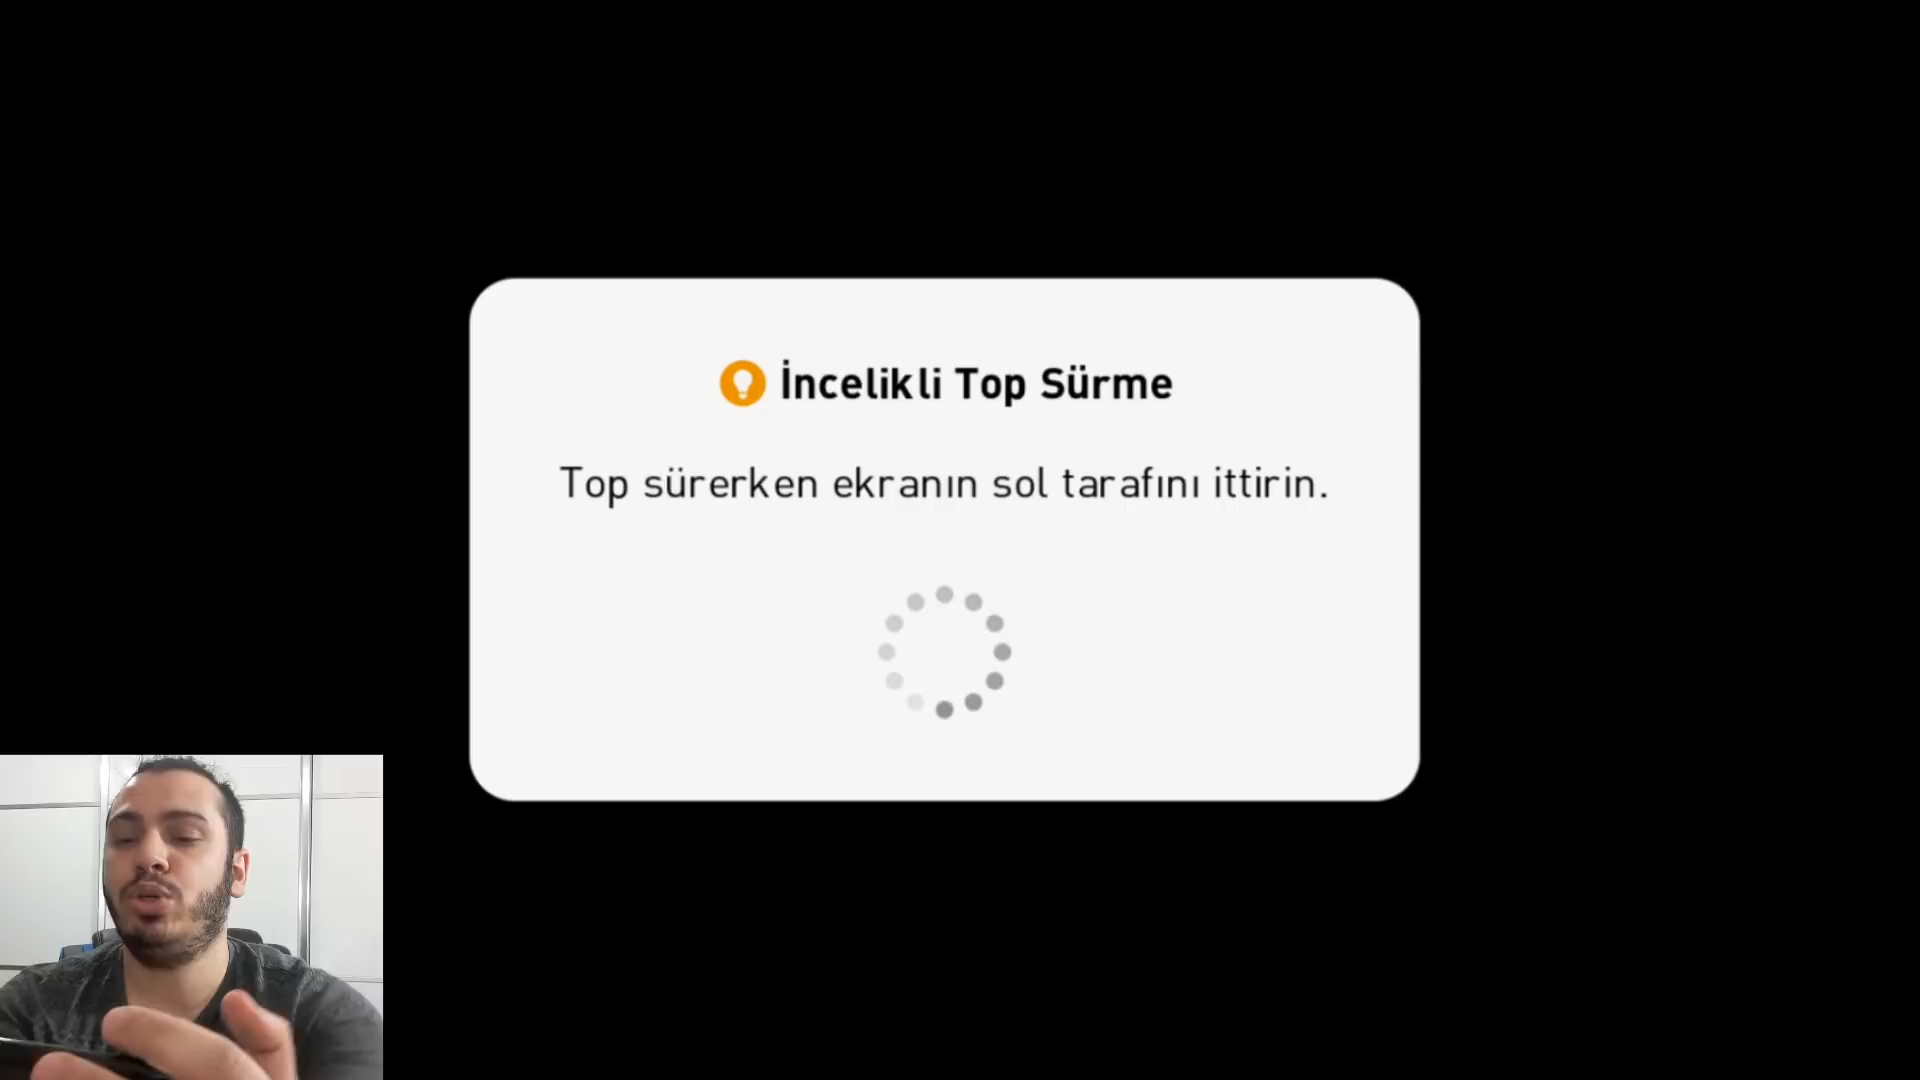 İncelikli Top Sürme
Top sürerken ekranın sol tarafını ittirin.